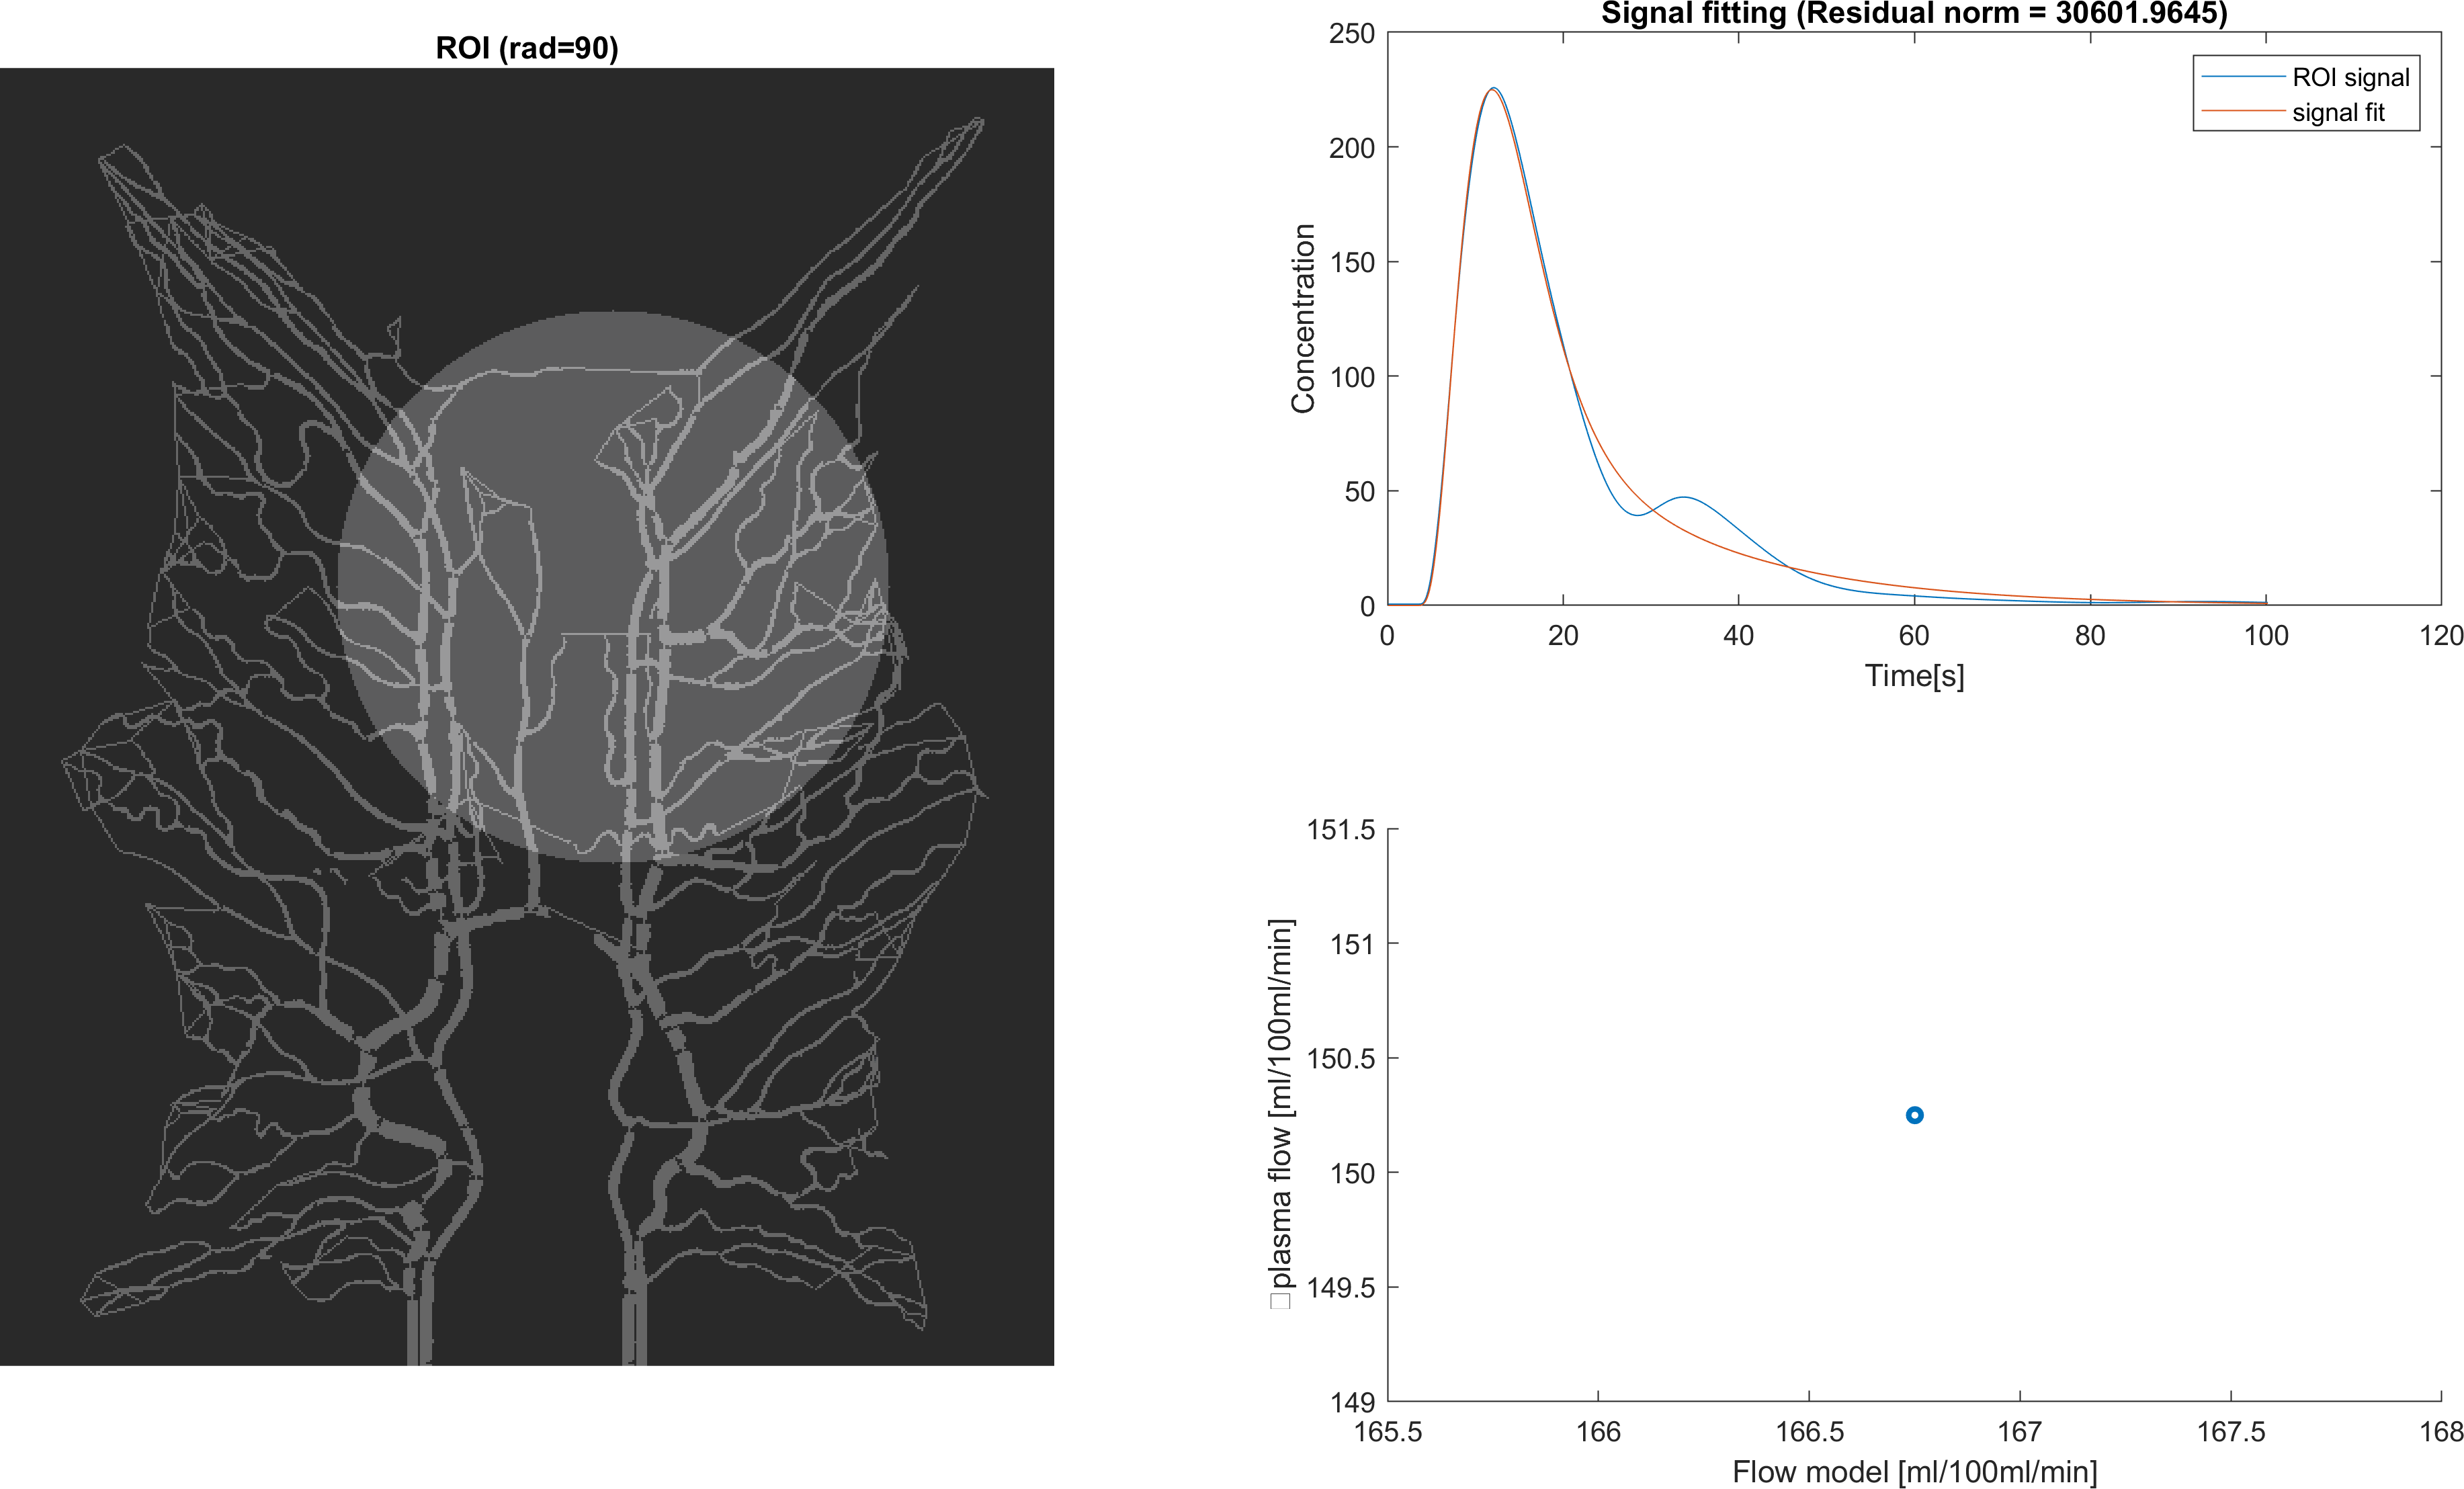 ROI (rad=90)
Signal fitting (Residual norm = 30601.9645)
250
200
150
100
50
0
Concentration
ROI signal
signal fit
0 20 40 60 80 100 120
Time[s]
151.5
151
150.5
150
149.5
149
plasma flow [ml/100ml/min]
165.5 166 166.5 167 167.5 168
Flow model [ml/100ml/min]